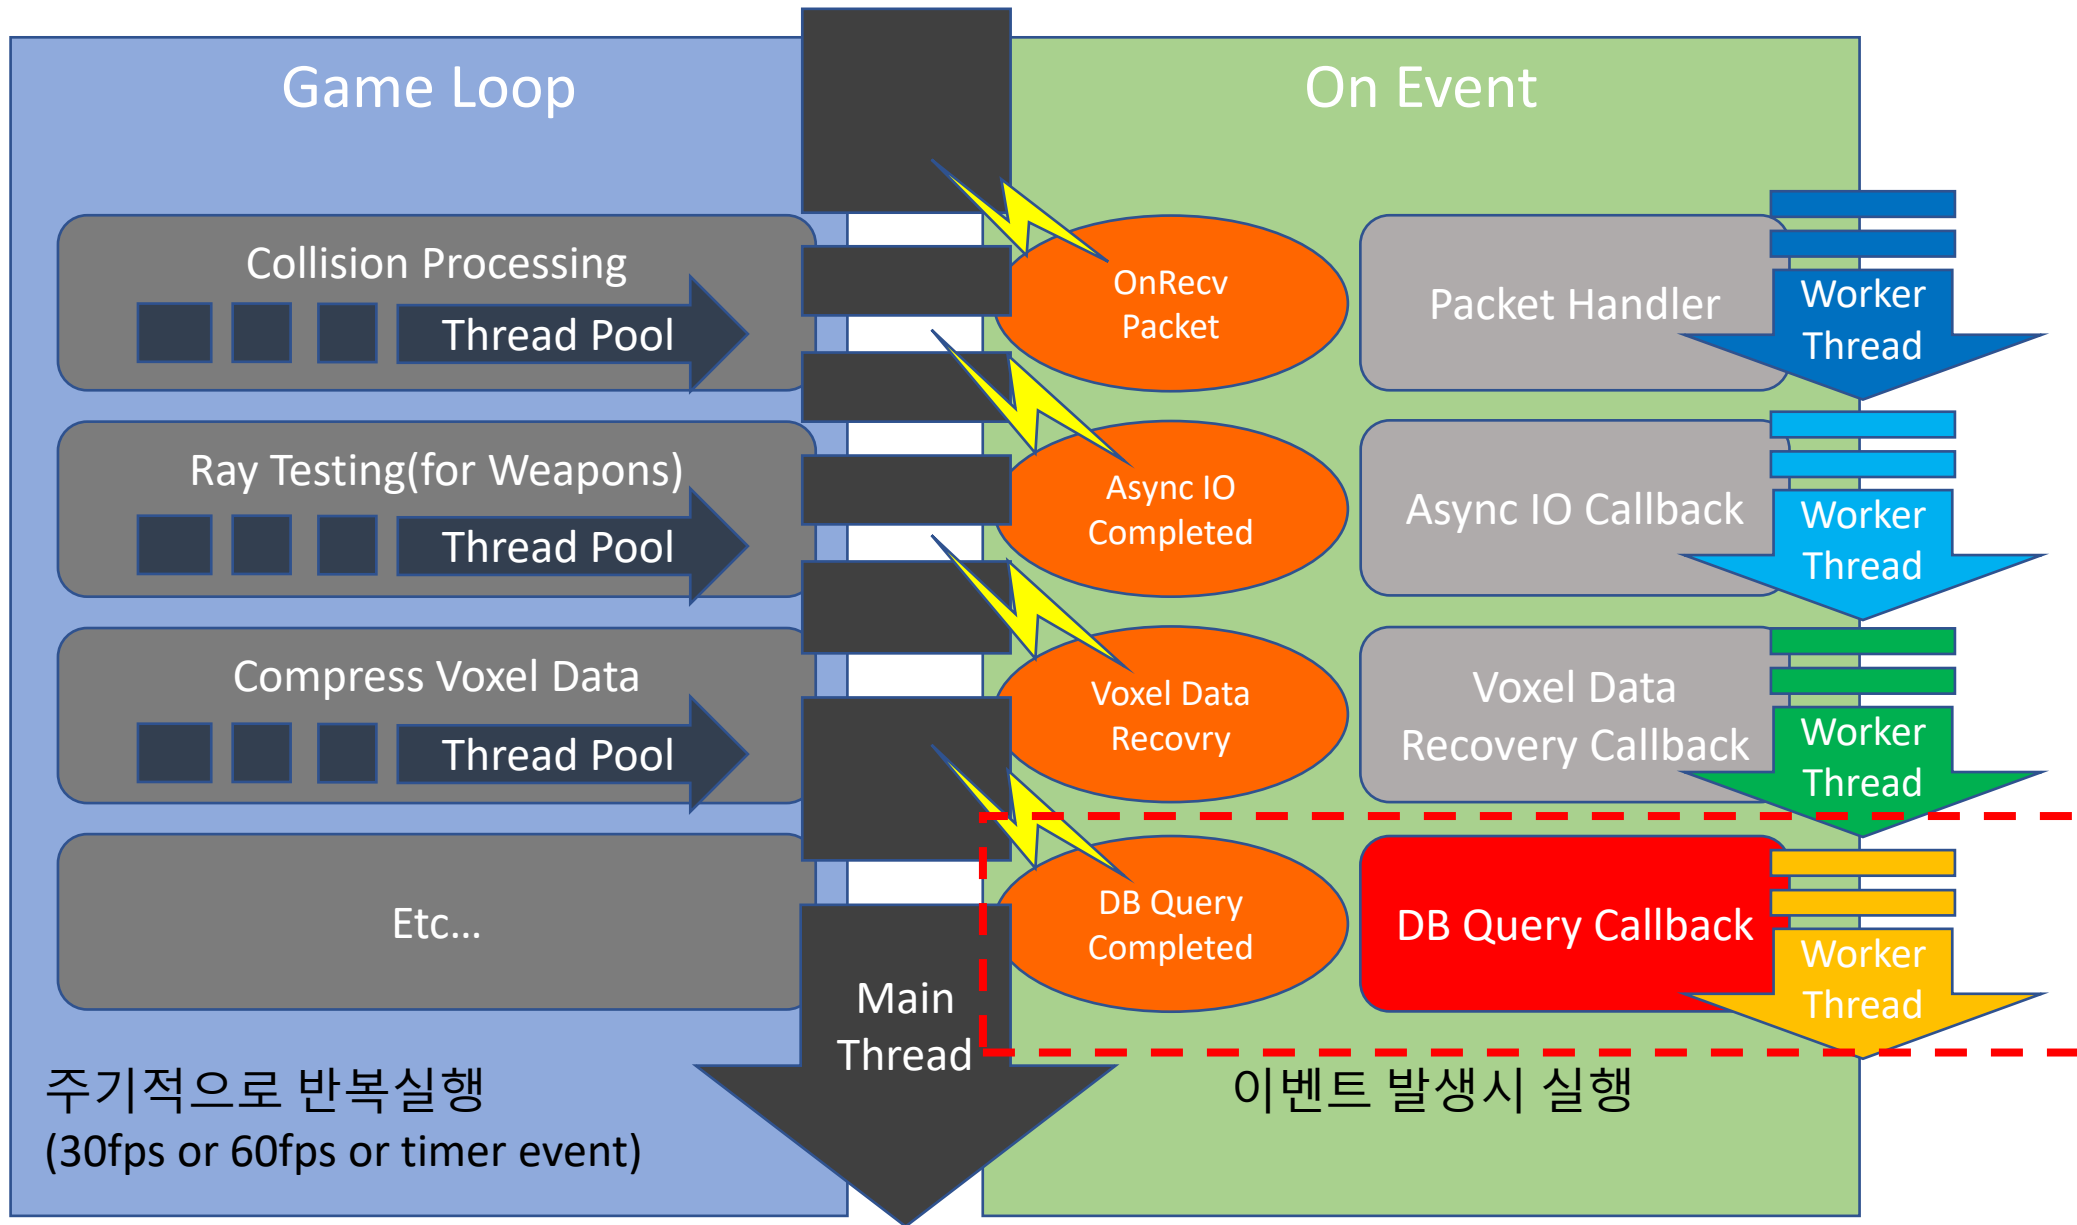 Game Loop
Collision Processing
Thread Pool
Ray Testing(for Weapons)
Thread Pool
Compress Voxel Data
Thread Pool
Etc...
주기적으로 반복실행
(30fps or 60fps or timer event)
Main
Thread
On Event
OnRecv
Packet
Packet Handler
Worker
Thread
Async IO
Completed
Async IO Callback
Worker
Thread
Voxel Data
Recovry
Voxel Data
Recovery Callback
Worker
Thread
DB Query
Completed
DB Query Callback
Worker
Thread
이벤트 발생시 실행